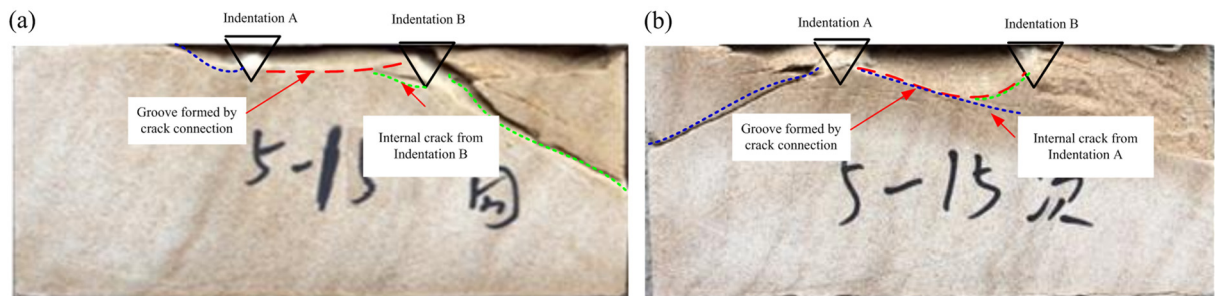 (a)
Indentation A
Indentation B
Groove formed by
crack connection
Internal crack from
Indentation B
5-15
(b)
Indentation A
Indentation B
Groove formed by
crack connection
Internal crack from
Indentation A
5-15